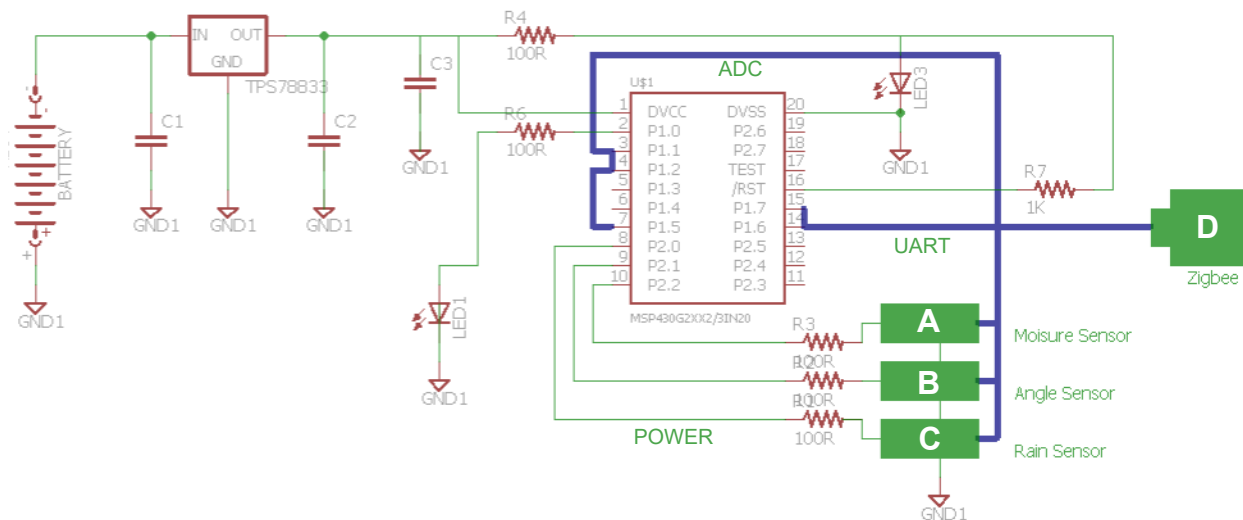 R4
100R
IN OUT
GND
TPS78833
C1
C2
C3
ADC
LED3
U$1
1 DVCC DVSS 20
2 P1.0 P2.6 19
3 P1.1 P2.7 18
4 P1.2 TEST 17
5 P1.3 /RST 16
6 P1.4 P1.7 15
7 P1.5 P1.6 14
8 P2.0 P2.5 13
9 P2.1 P2.4 12
10 P2.2 P2.3 11
MSP430G2XX2/3IN20
R6
100R
BATTERY
- -
+ +
GND1
GND1
GND1
GND1
GND1
GND1
R7
1K
UART
D
Zigbee
LED1
GND1
R3
100R
A
Moisure Sensor
R2
100R
B
Angle Sensor
R1
100R
C
Rain Sensor
POWER
GND1